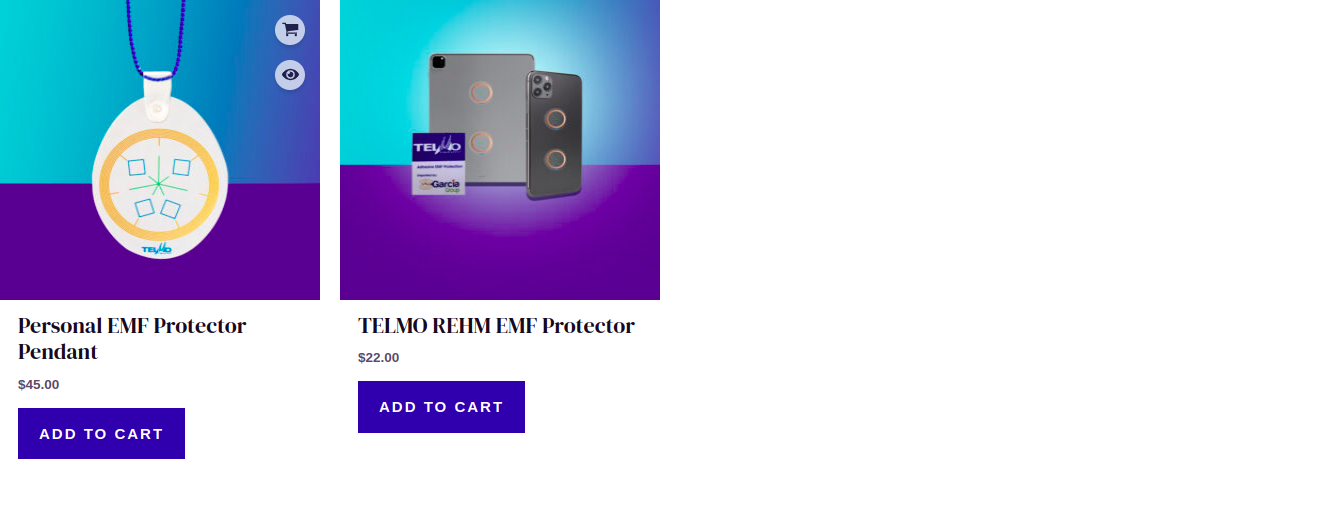 TELMO
TELMO
Adhesive EMF Protection
Garcia
Group
Personal EMF Protector
Pendant
$45.00
ADD TO CART
TELMO REHM EMF Protector
$22.00
ADD TO CART